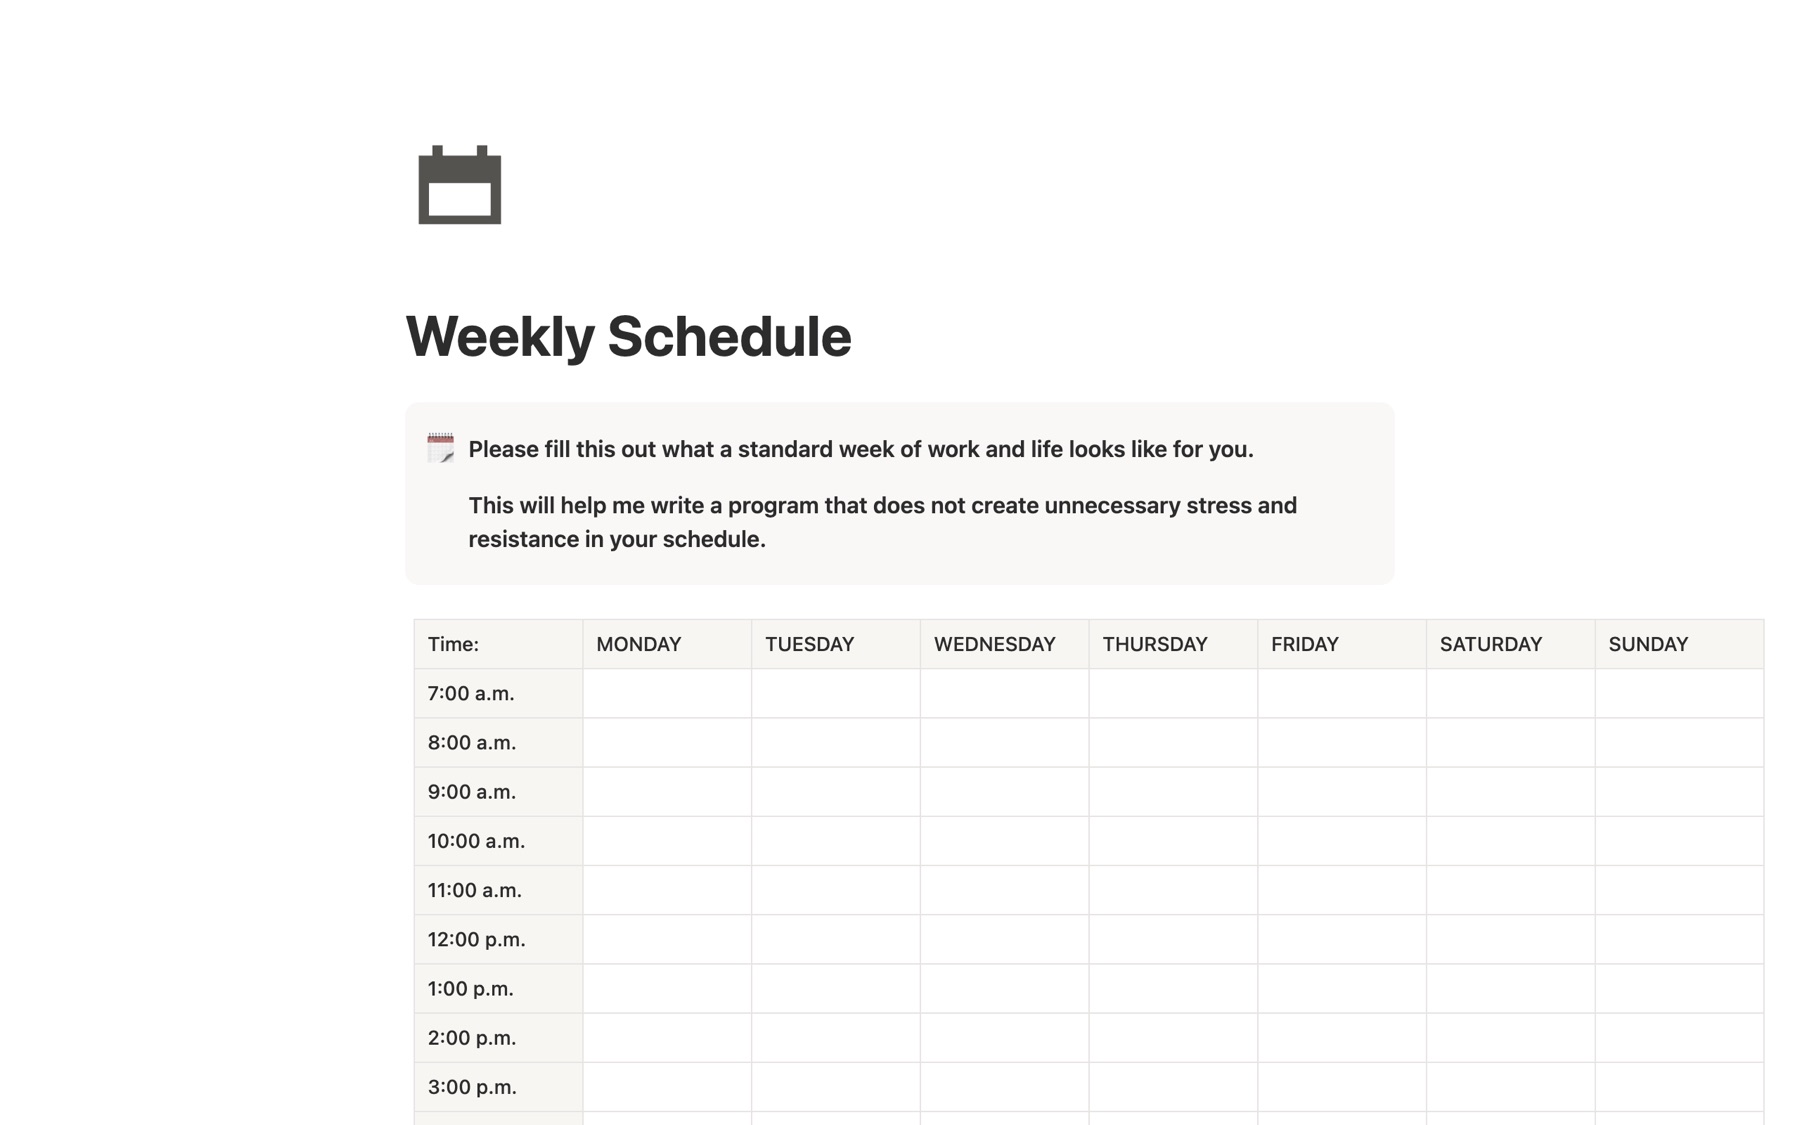 Weekly Schedule
Please fill this out what a standard week of work and life looks like for you.
This will help me write a program that does not create unnecessary stress and
resistance in your schedule.
Time: MONDAY TUESDAY WEDNESDAY THURSDAY FRIDAY SATURDAY SUNDAY
7:00 a.m.
8:00 a.m.
9:00 a.m.
10:00 a.m.
11:00 a.m.
12:00 p.m.
1:00 p.m.
2:00 p.m.
3:00 p.m.